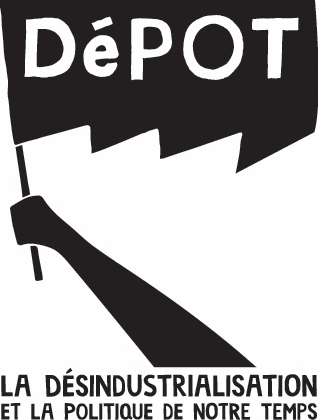 DéPOT
LA DÉSINDUSTRIALISATION
ET LA POLITIQUE DE NOTRE TEMPS